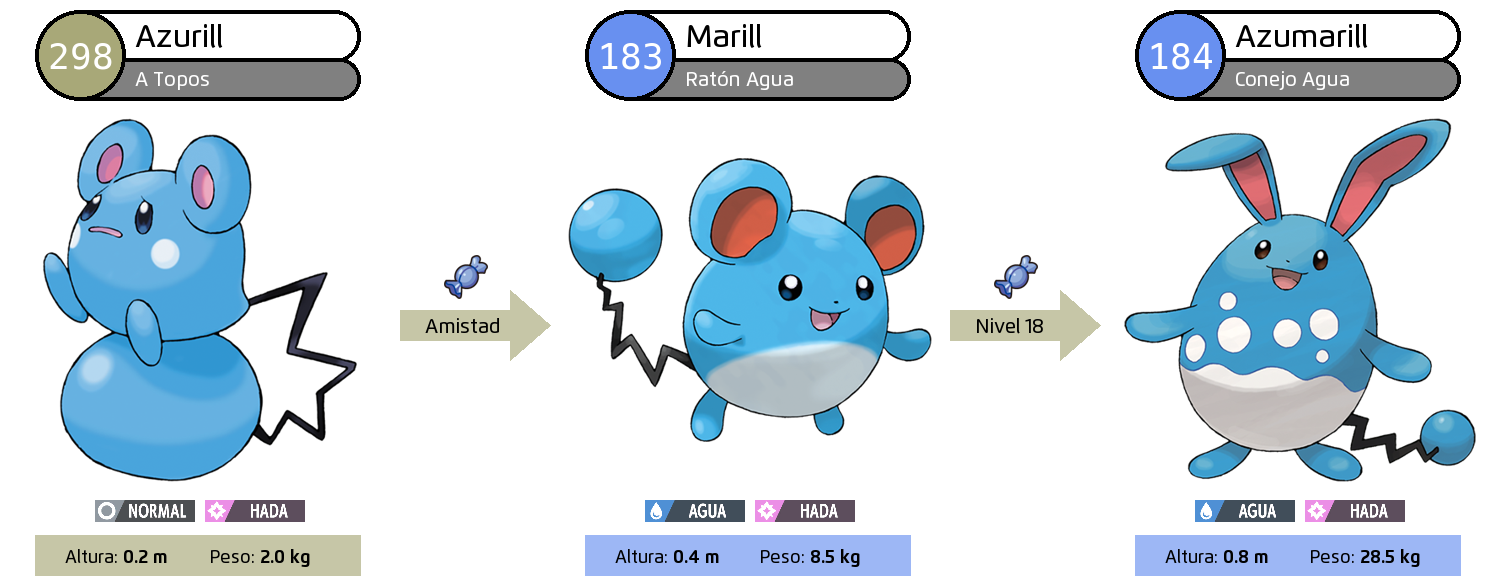 298 Azurill
A Topos
183 Marill
Ratón Agua
184 Azumarill
Conejo Agua
Amistad
Nivel 18
NORMAL HADA
AGUA HADA
AGUA HADA
Altura: 0.2 m Peso: 2.0 kg
Altura: 0.4 m Peso: 8.5 kg
Altura: 0.8 m Peso: 28.5 kg